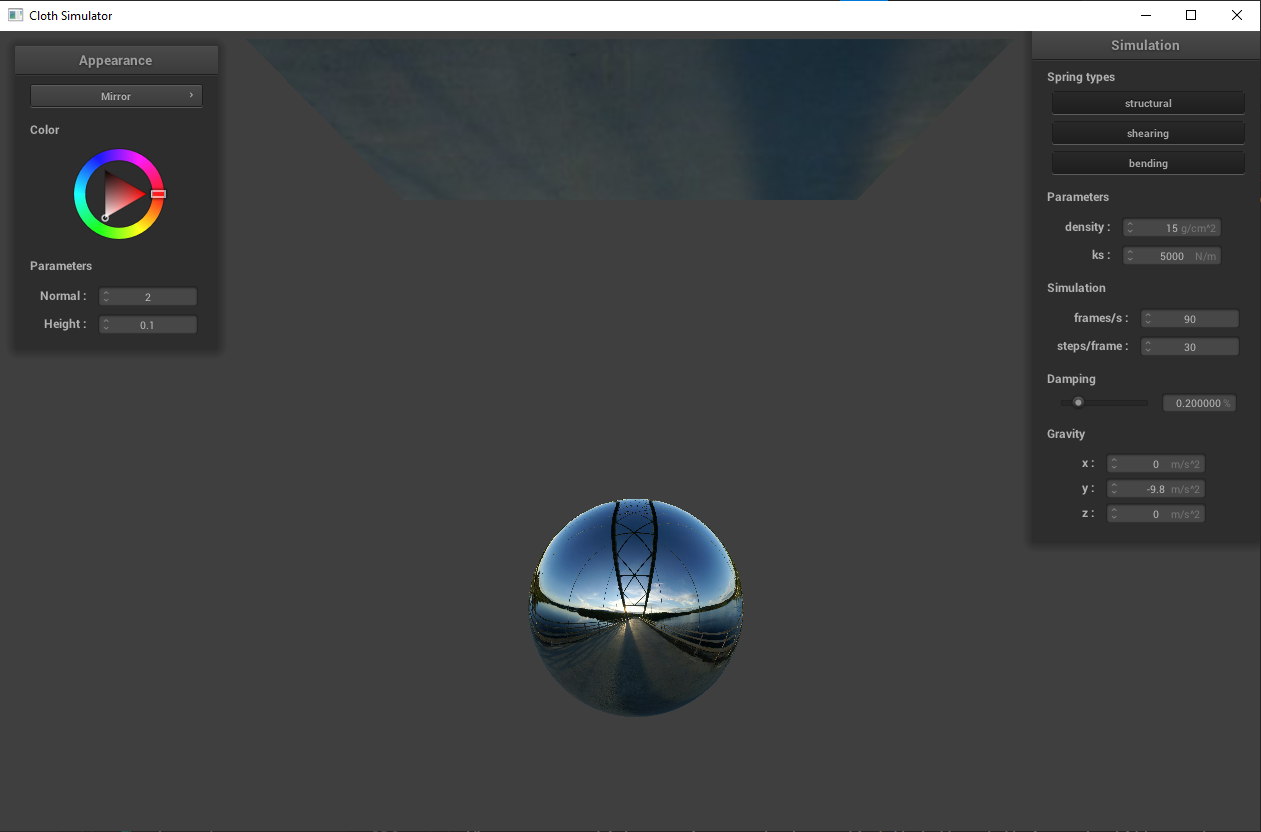 Cloth Simulator
Appearance
Mirror
Color
Parameters
Normal : 2
Height : 0.1
Simulation
Spring types
structural
shearing
bending
Parameters
density : 15 g/cm^2
ks : 5000 N/m
Simulation
frames/s : 90
steps/frame : 30
Damping
0.200000 %
Gravity
x : 0 m/s^2
y : -9.8 m/s^2
z : 0 m/s^2